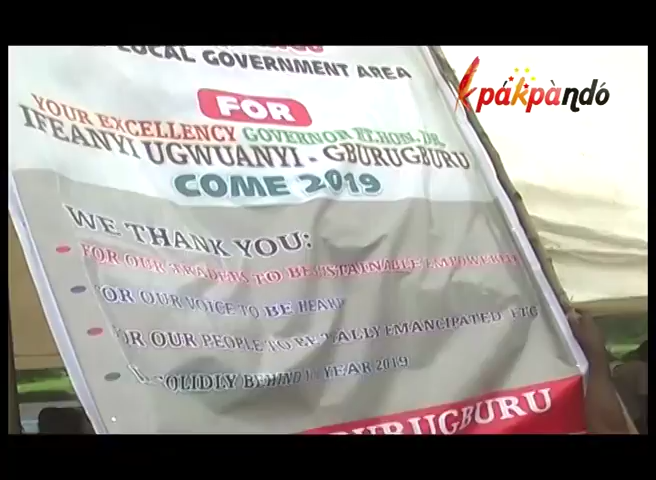 LOCAL GOVERNMENT AREA
kpákpàndó
FOR
YOUR EXCELLENCY GOVERNOR RT.HON. DR.
IFEANYI UGWUANYI - GBURUGBURU
COME 2019
WE THANK YOU:
FOR OUR TRADERS TO BE SUSTAINABLE EMPOWERED
FOR OUR VOICE TO BE HEARD
FOR OUR PEOPLE TO BE TALLY EMANCIPATED ETC
SOLIDLY BEHIND YEAR 2019
GBURUGBURU